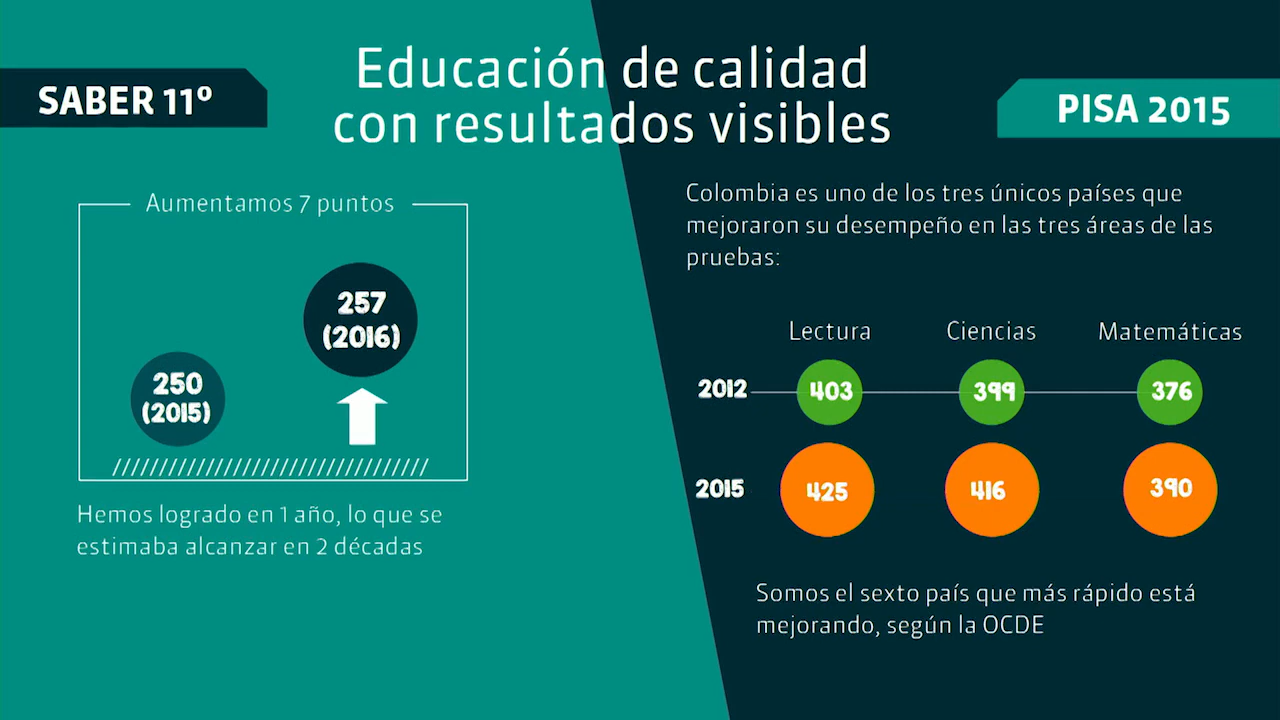 Educación de calidad
con resultados visibles
SABER 11º
Aumentamos 7 puntos
257
(2016)
250
(2015)
Hemos logrado en 1 año, lo que se
estimaba alcanzar en 2 décadas
PISA 2015
Colombia es uno de los tres únicos países que
mejoraron su desempeño en las tres áreas de las
pruebas:
Lectura Ciencias Matemáticas
2012 403 399 376
2015 425 416 390
Somos el sexto país que más rápido está
mejorando, según la OCDE